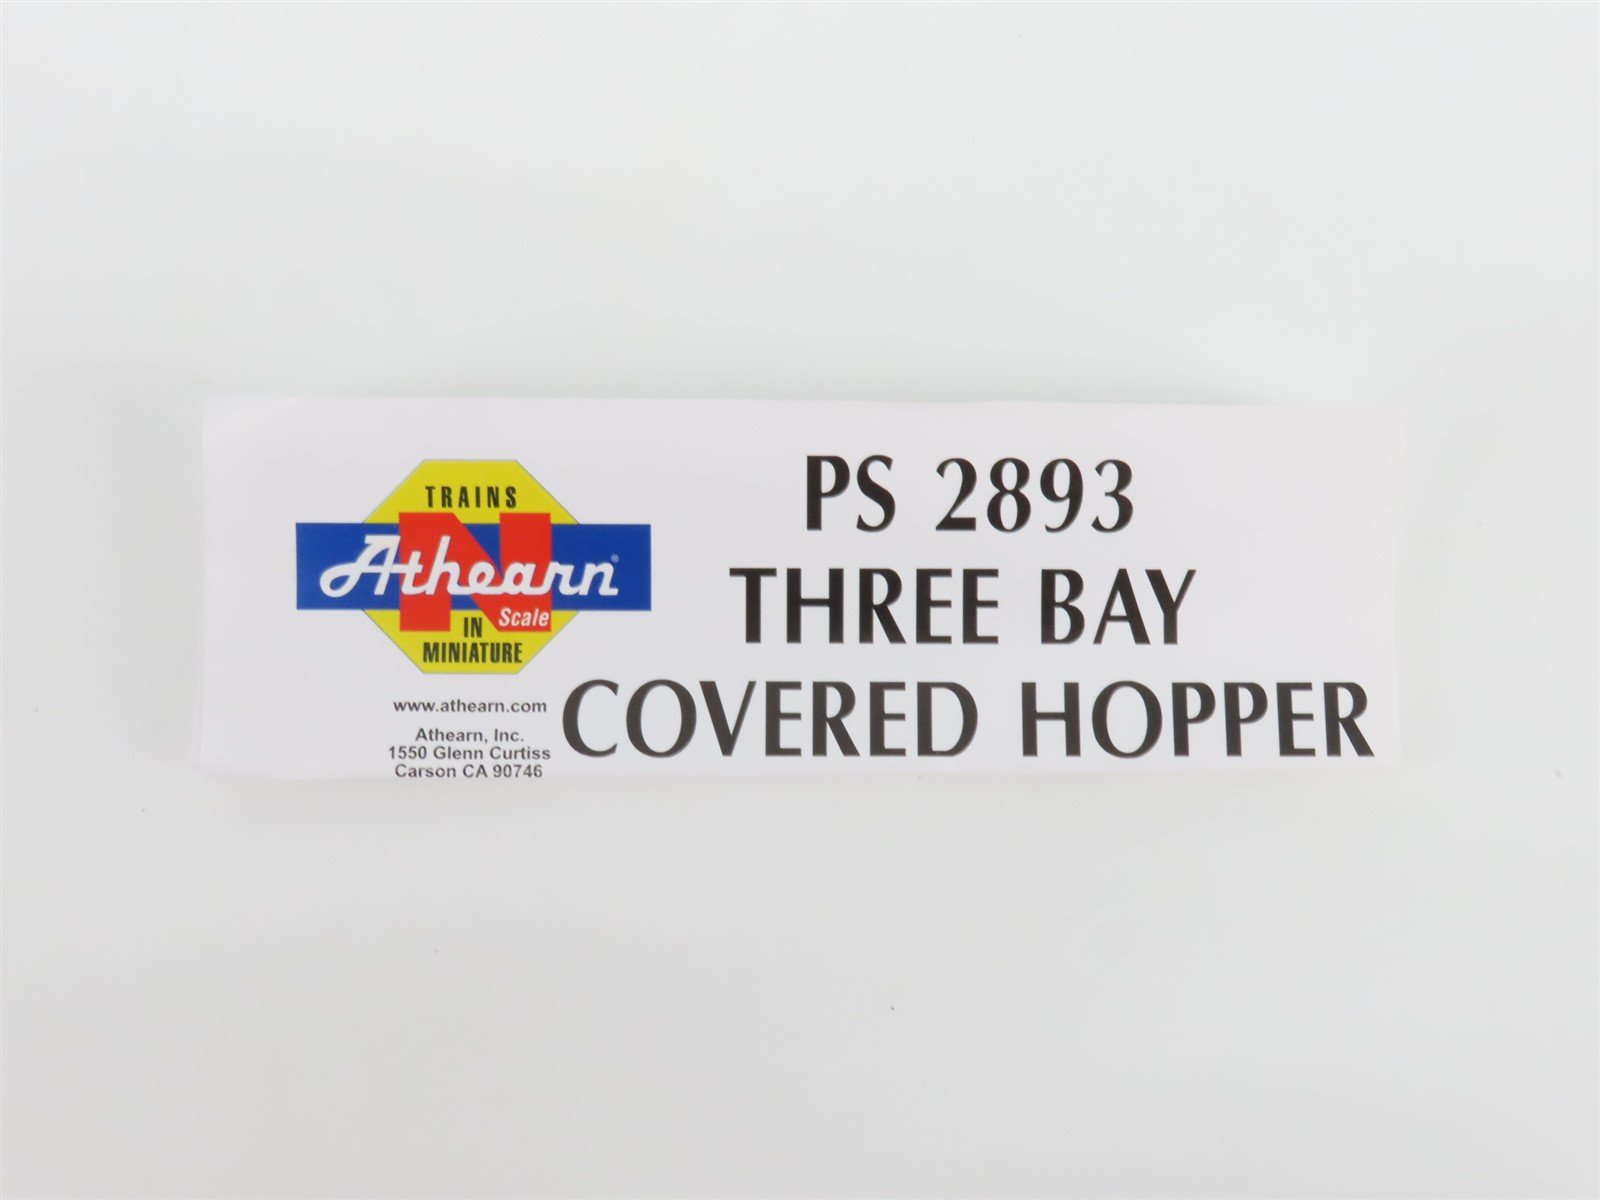 TRAINS
N
Athearn®
Scale
IN
MINIATURE
www.athearn.com
Athearn, Inc.
1550 Glenn Curtiss
Carson CA 90746
PS 2893
THREE BAY
COVERED HOPPER